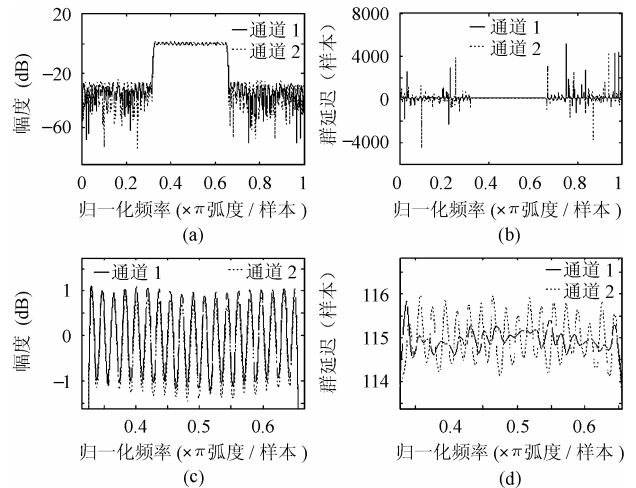 20
-20
-60
幅度 (dB)
通道 1
通道 2
0 0.2 0.4 0.6 0.8 1
归一化频率 (×π弧度/样本)
(a)
8000
4000
0
-4000
群延迟（样本）
通道 1
通道 2
0 0.2 0.4 0.6 0.8 1
归一化频率 (×π弧度/样本)
(b)
1
0
-1
幅度 (dB)
通道 1 通道 2
0.4 0.5 0.6
归一化频率 (×π弧度/样本)
(c)
116
115
114
群延迟（样本）
通道 1
通道 2
0.4 0.5 0.6
归一化频率 (×π弧度/样本)
(d)